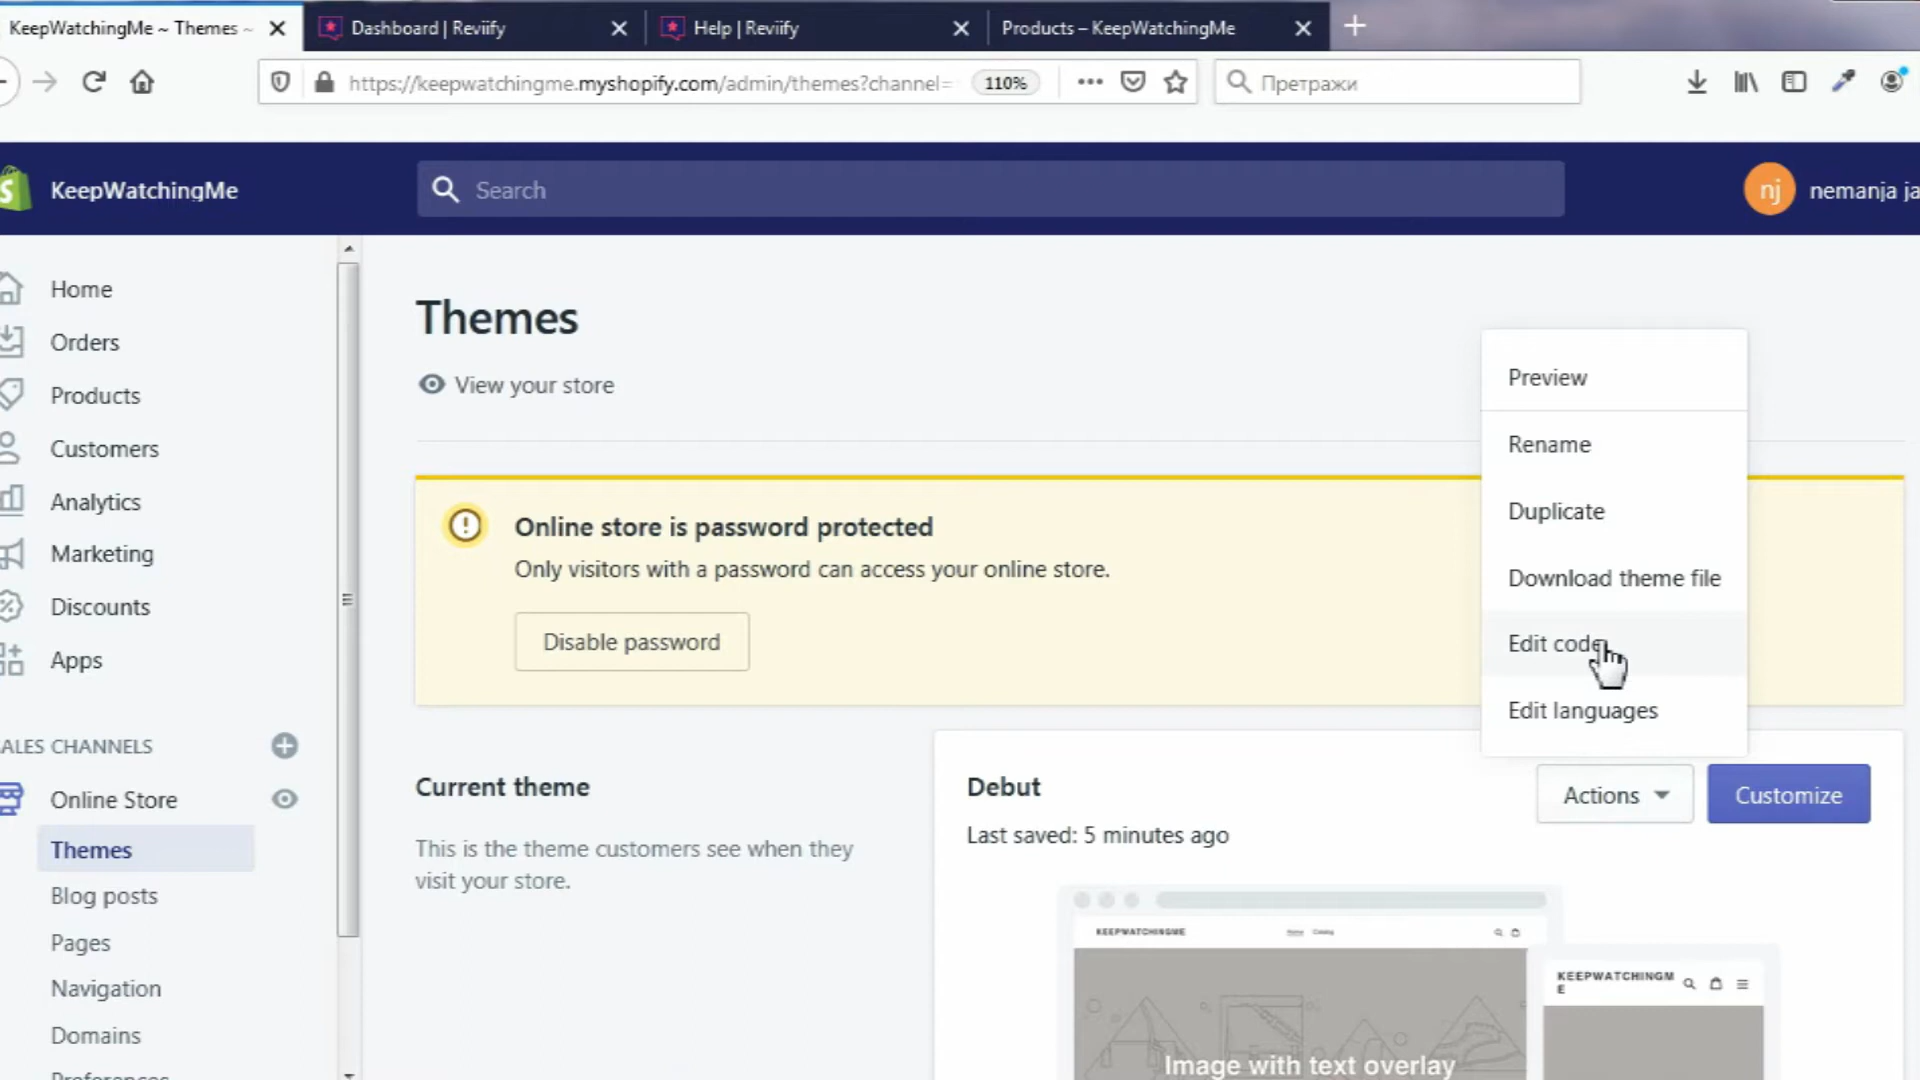 KeepWatchingMe ~ Themes ~
Dashboard | Reviify
Help | Reviify
Products – KeepWatchingMe
https://keepwatchingme.myshopify.com/admin/themes?channel=
110%
Претражи
KeepWatchingMe
Search
nj
nemanja ja
Home
Orders
Products
Customers
Analytics
Marketing
Discounts
Apps
ALES CHANNELS
Online Store
Themes
Blog posts
Pages
Navigation
Domains
Preferences
Themes
View your store
Online store is password protected
Only visitors with a password can access your online store.
Disable password
Preview
Rename
Duplicate
Download theme file
Edit code
Edit languages
Current theme
This is the theme customers see when they
visit your store.
Debut
Last saved: 5 minutes ago
Actions
Customize
KEEPWATCHINGME
Home Catalog
Image with text overlay
KEEPWATCHINGM
E